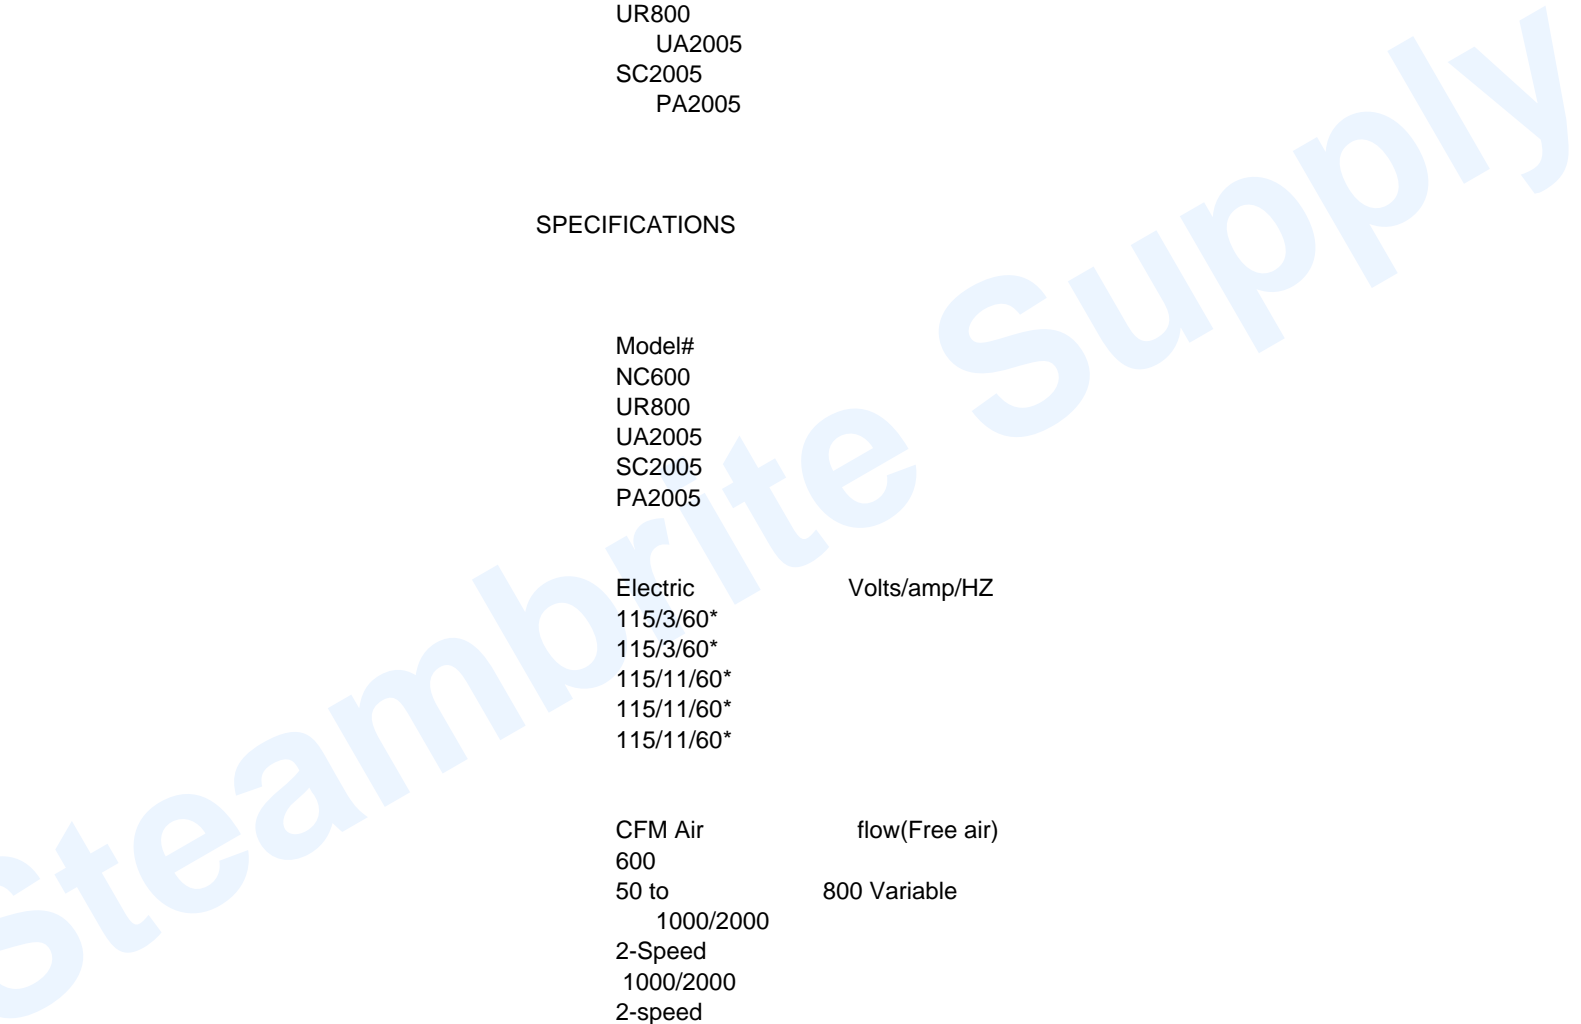 UR800
UA2005
SC2005
PA2005
SPECIFICATIONS
Model#
NC600
UR800
UA2005
SC2005
PA2005
Electric Volts/amp/HZ
115/3/60*
115/3/60*
115/11/60*
115/11/60*
115/11/60*
CFM Air flow(Free air)
600
50 to 800 Variable
1000/2000
2-Speed
1000/2000
2-speed
Steambrite Supply